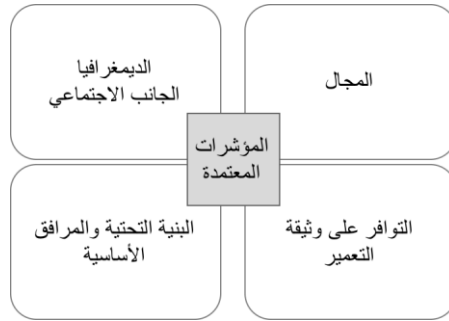 المجال
الديمغرافيا
الجانب الاجتماعي
المؤشرات
المعتمدة
التوافر على وثيقة
التعمير
البنية التحتية والمرافق
الأساسية